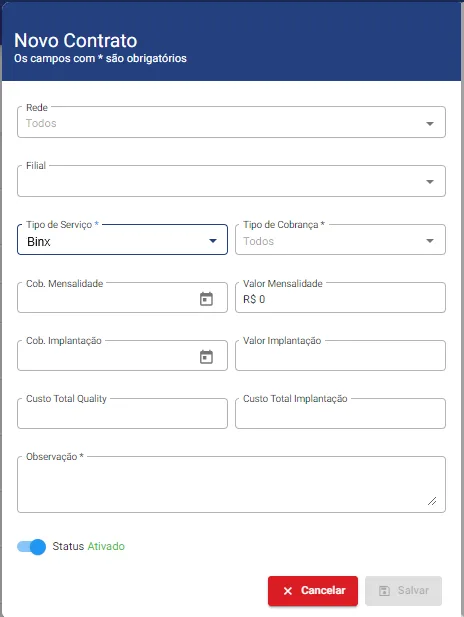 Novo Contrato
Os campos com * são obrigatórios
Rede
Todos
Filial
Tipo de Serviço *
Binx
Tipo de Cobrança *
Todos
Cob. Mensalidade
Valor Mensalidade
R$ 0
Cob. Implantação
Valor Implantação
Custo Total Quality
Custo Total Implantação
Observação *
Status Ativado
Cancelar
Salvar